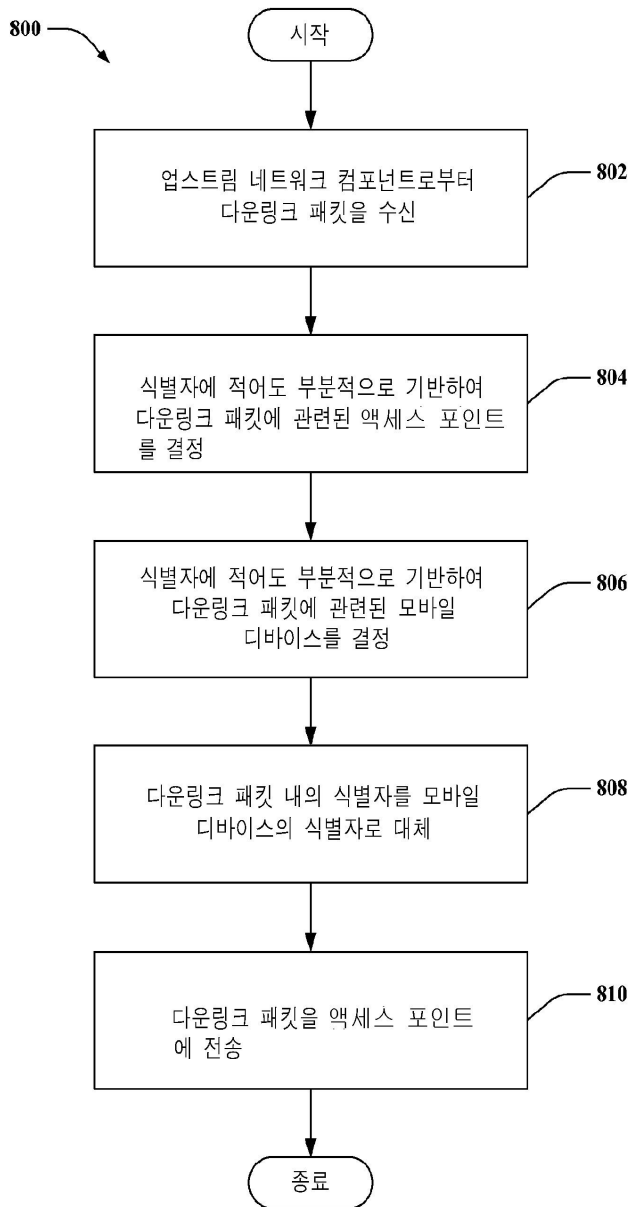 800
시작
업스트림 네트워크 컴포넌트로부터
다운링크 패킷을 수신
802
식별자에 적어도 부분적으로 기반하여
다운링크 패킷에 관련된 액세스 포인트
를 결정
804
식별자에 적어도 부분적으로 기반하여
다운링크 패킷에 관련된 모바일
디바이스를 결정
806
다운링크 패킷 내의 식별자를 모바일
디바이스의 식별자로 대체
808
다운링크 패킷을 액세스 포인트
에 전송
810
종료